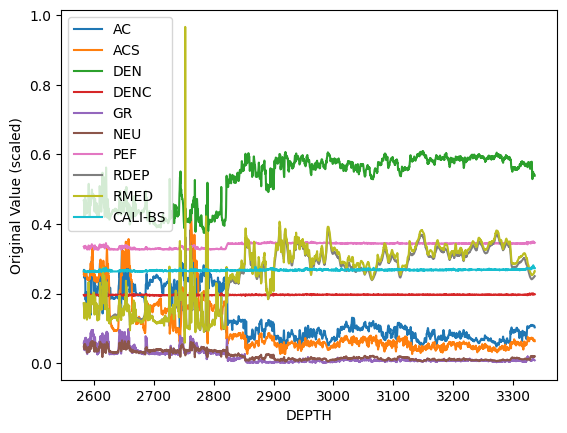 1.0
0.8
0.6
0.4
0.2
0.0
Original Value (scaled)
AC
ACS
DEN
DENC
GR
NEU
PEF
RDEP
RMED
CALI-BS
2600 2700 2800 2900 3000 3100 3200 3300
DEPTH